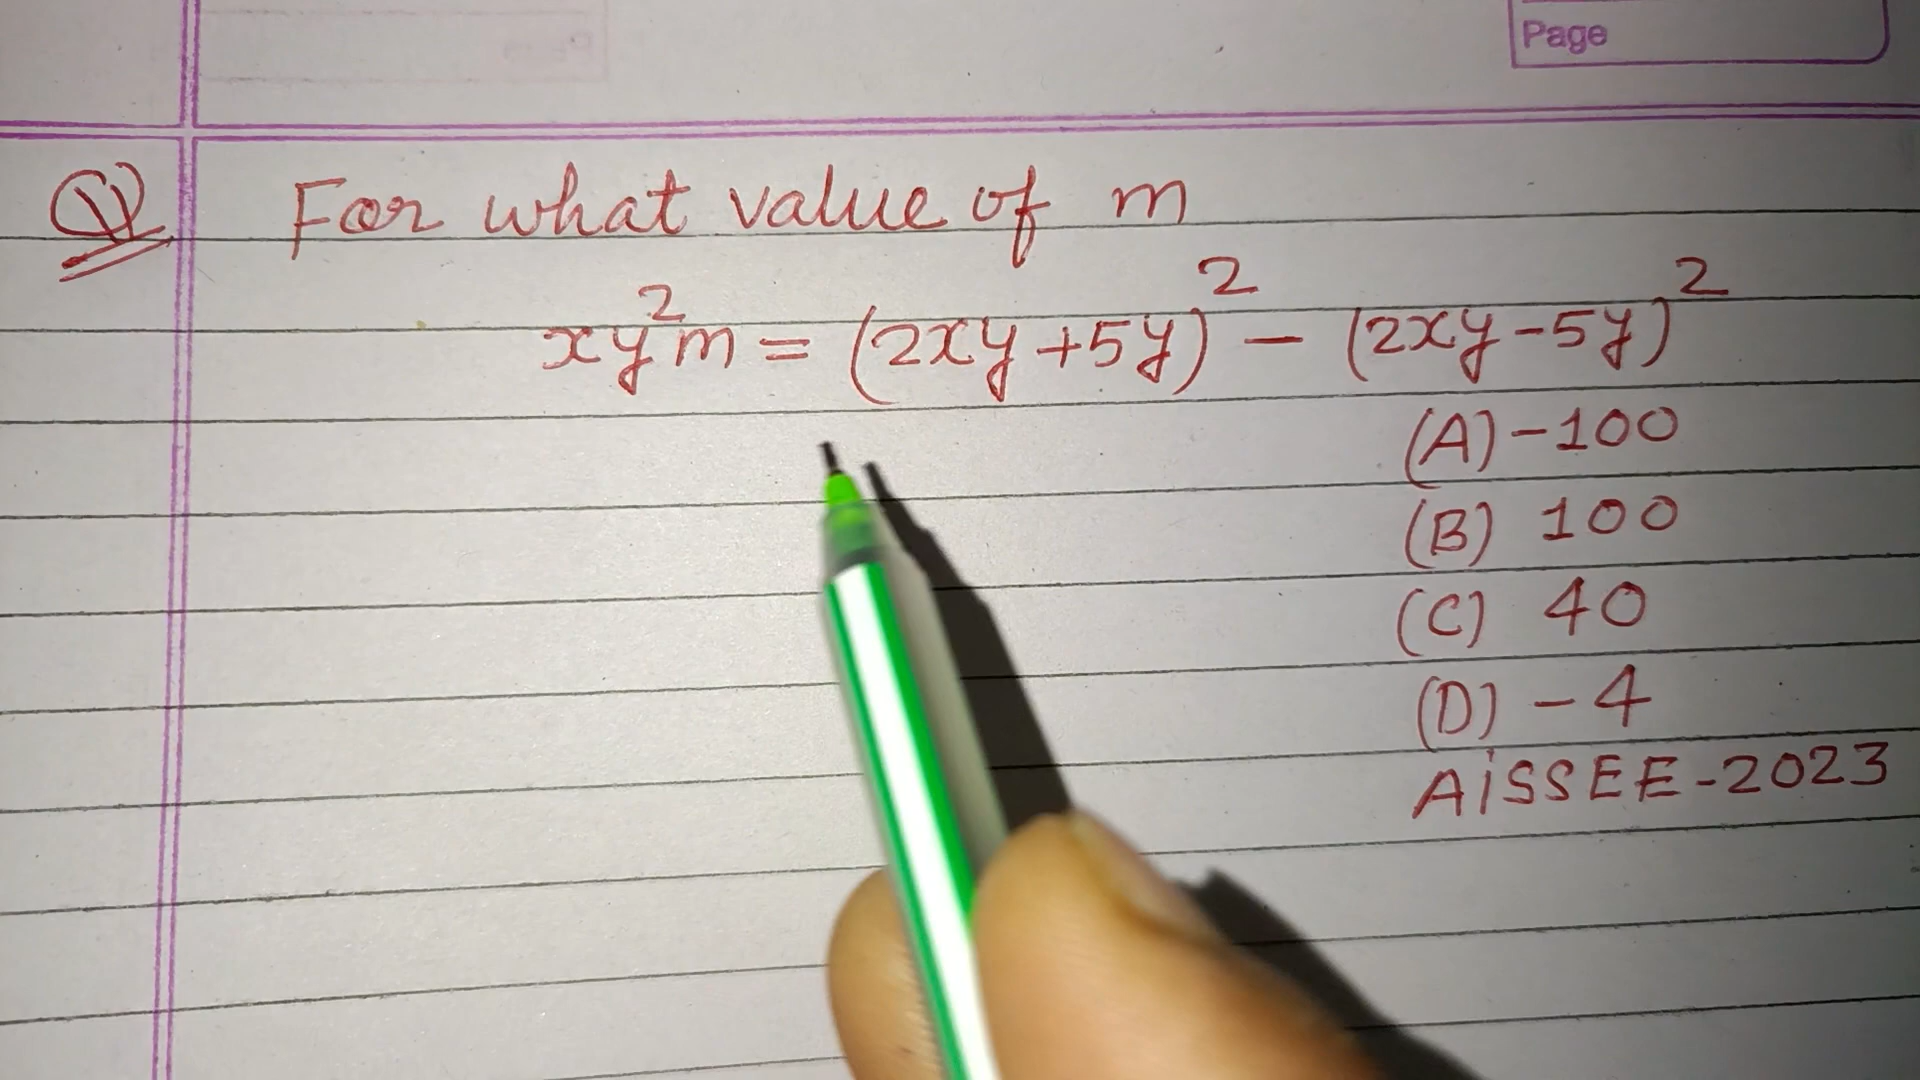 Page
Q For what value of m
xy²m = (2xy+5y)² - (2xy-5y)²
(A) -100
(B) 100
(C) 40
(D) -4
AiSSEE-2023